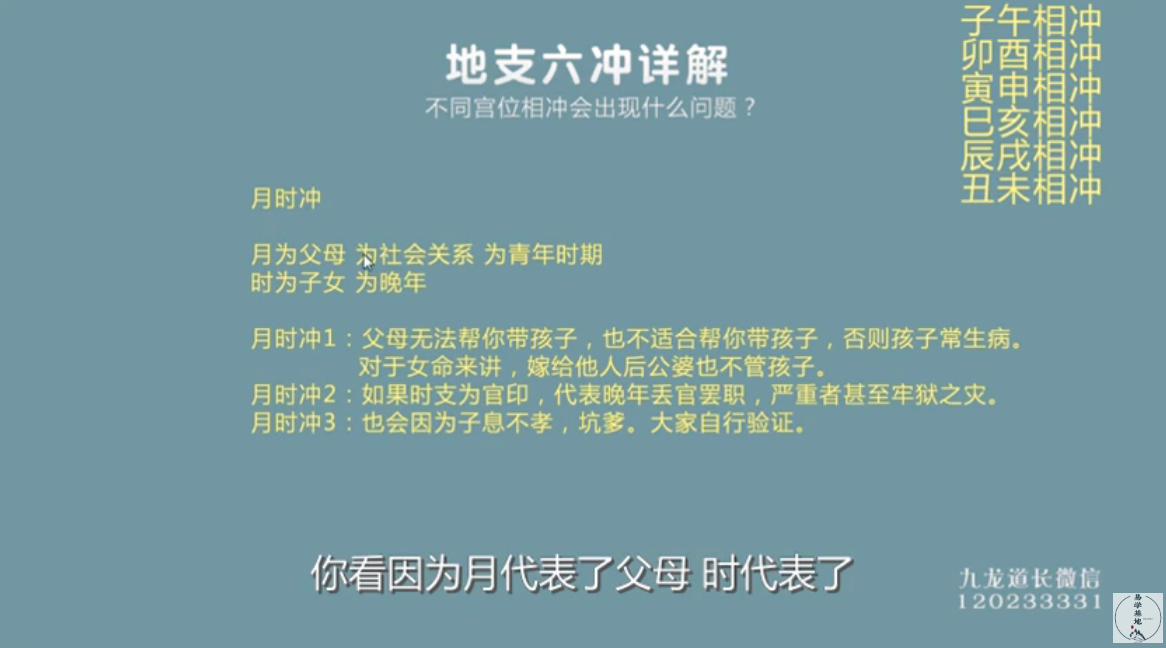 地支六冲详解
不同宫位相冲会出现什么问题？
子午相冲
卯酉相冲
寅申相冲
巳亥相冲
辰戌相冲
丑未相冲
月时冲
月为父母 为社会关系 为青年时期
时为子女 为晚年
月时冲1：父母无法帮你带孩子，也不适合帮你带孩子，否则孩子常生病。
对于女命来讲，嫁给他人后公婆也不管孩子。
月时冲2：如果时支为官印，代表晚年丢官罢职，严重者甚至牢狱之灾。
月时冲3：也会因为子息不孝，坑爹。大家自行验证。
你看因为月代表了父母 时代表了
九龙道长微信
120233331
易学基地